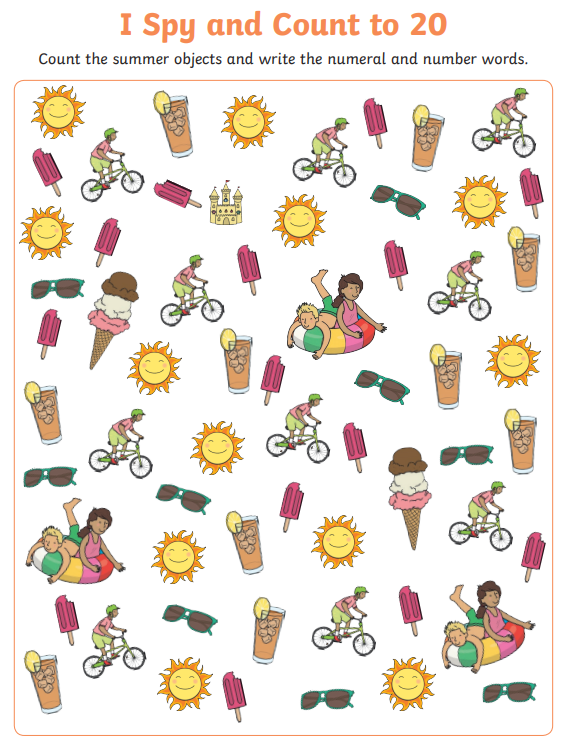 I Spy and Count to 20
Count the summer objects and write the numeral and number words.